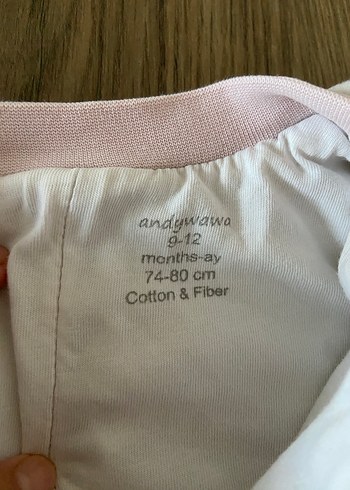 andywawa
9-12
months-ay
74-80 cm
Cotton & Fiber